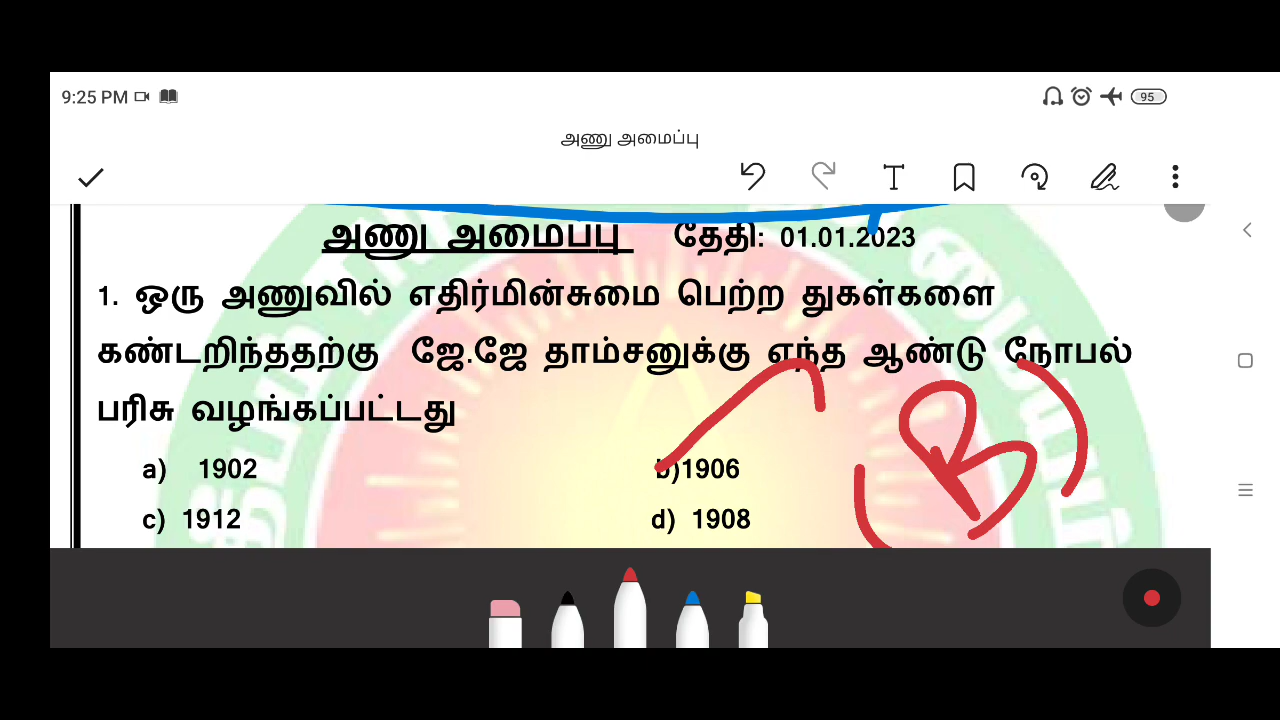 9:25 PM
95
அணு அமைப்பு
T
அணு அமைப்பு தேதி: 01.01.2023
1. ஒரு அணுவில் எதிர்மின்சுமை பெற்ற துகள்களை
கண்டறிந்ததற்கு ஜே.ஜே தாம்சனுக்கு எந்த ஆண்டு நோபல்
பரிசு வழங்கப்பட்டது
a) 1902 b)1906
c) 1912 d) 1908
(B)